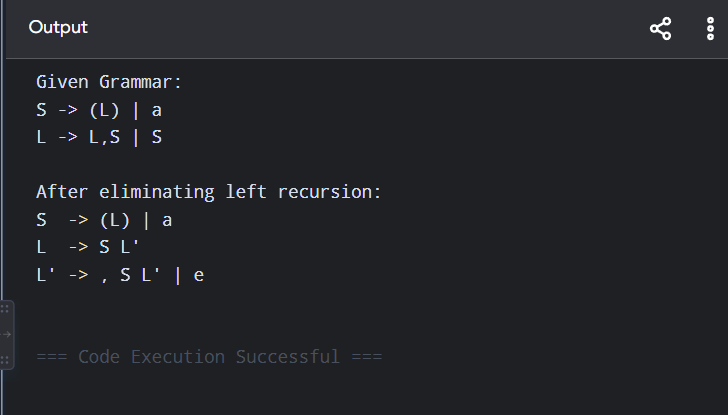 Output
Given Grammar:
S -> (L) | a
L -> L,S | S
After eliminating left recursion:
S  -> (L) | a
L  -> S L'
L' -> , S L' | e
=== Code Execution Successful ===